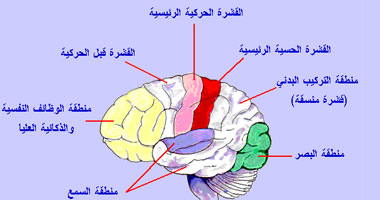 القشرة الحركية الرئيسية
القشرة قبل الحركية
القشرة الحسية الرئيسية
منطقة التركيب البدني
(قشرة منسقة)
منطقة الوظائف النفسية
والذكائية العليا
منطقة البصر
منطقة السمع